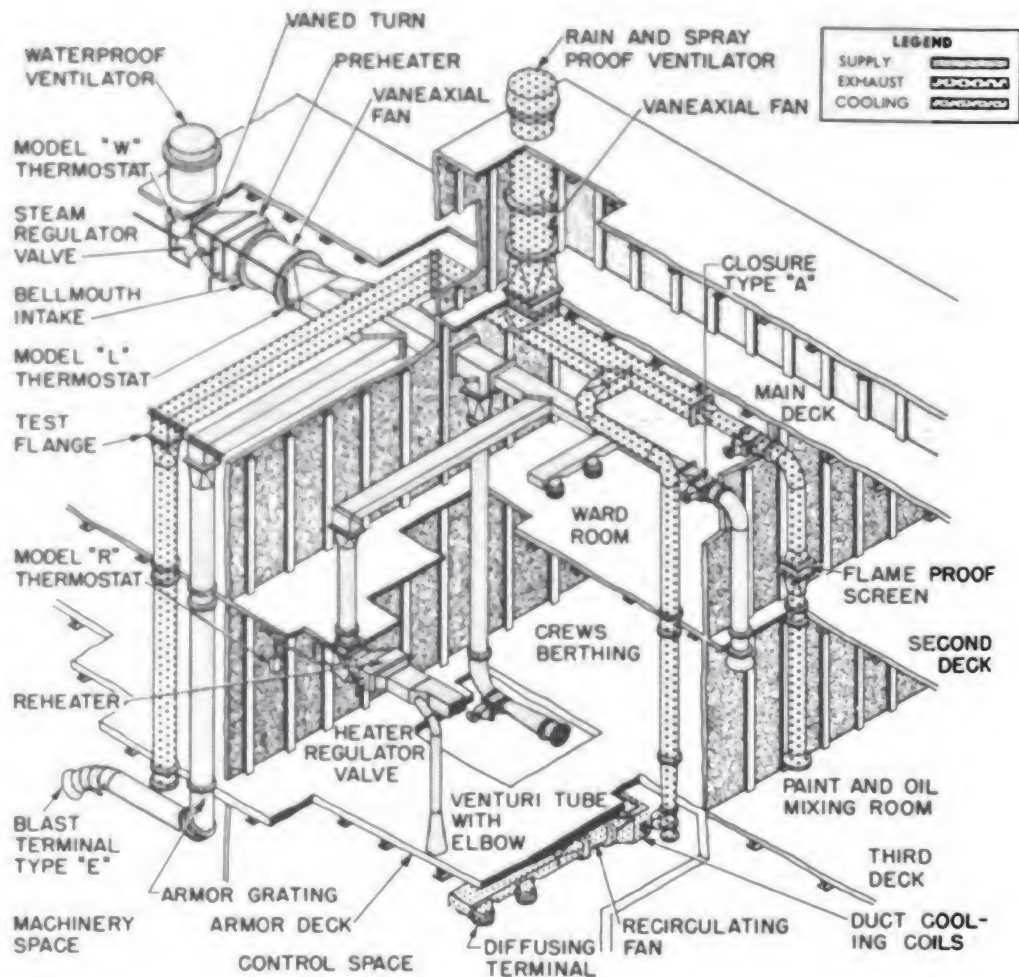 VANED TURN
WATERPROOF
VENTILATOR
PREHEATER
VANEAXIAL
FAN
MODEL "W"
THERMOSTAT
STEAM
REGULATOR
VALVE
BELLMOUTH
INTAKE
MODEL "L"
THERMOSTAT
TEST
FLANGE
MODEL "R"
THERMOSTAT
REHEATER
BLAST
TERMINAL
TYPE "E"
MACHINERY
SPACE
RAIN AND SPRAY
PROOF VENTILATOR
VANEAXIAL FAN
LEGEND
SUPPLY
EXHAUST
COOLING
CLOSURE
TYPE "A"
MAIN
DECK
WARD
ROOM
FLAME PROOF
SCREEN
CREWS
BERTHING
SECOND
DECK
HEATER
REGULATOR
VALVE
VENTURI TUBE
WITH
ELBOW
PAINT AND OIL
MIXING ROOM
THIRD
DECK
ARMOR GRATING
ARMOR DECK
CONTROL SPACE
DIFFUSING
TERMINAL
RECIRCULATING
FAN
DUCT COOL-
ING COILS